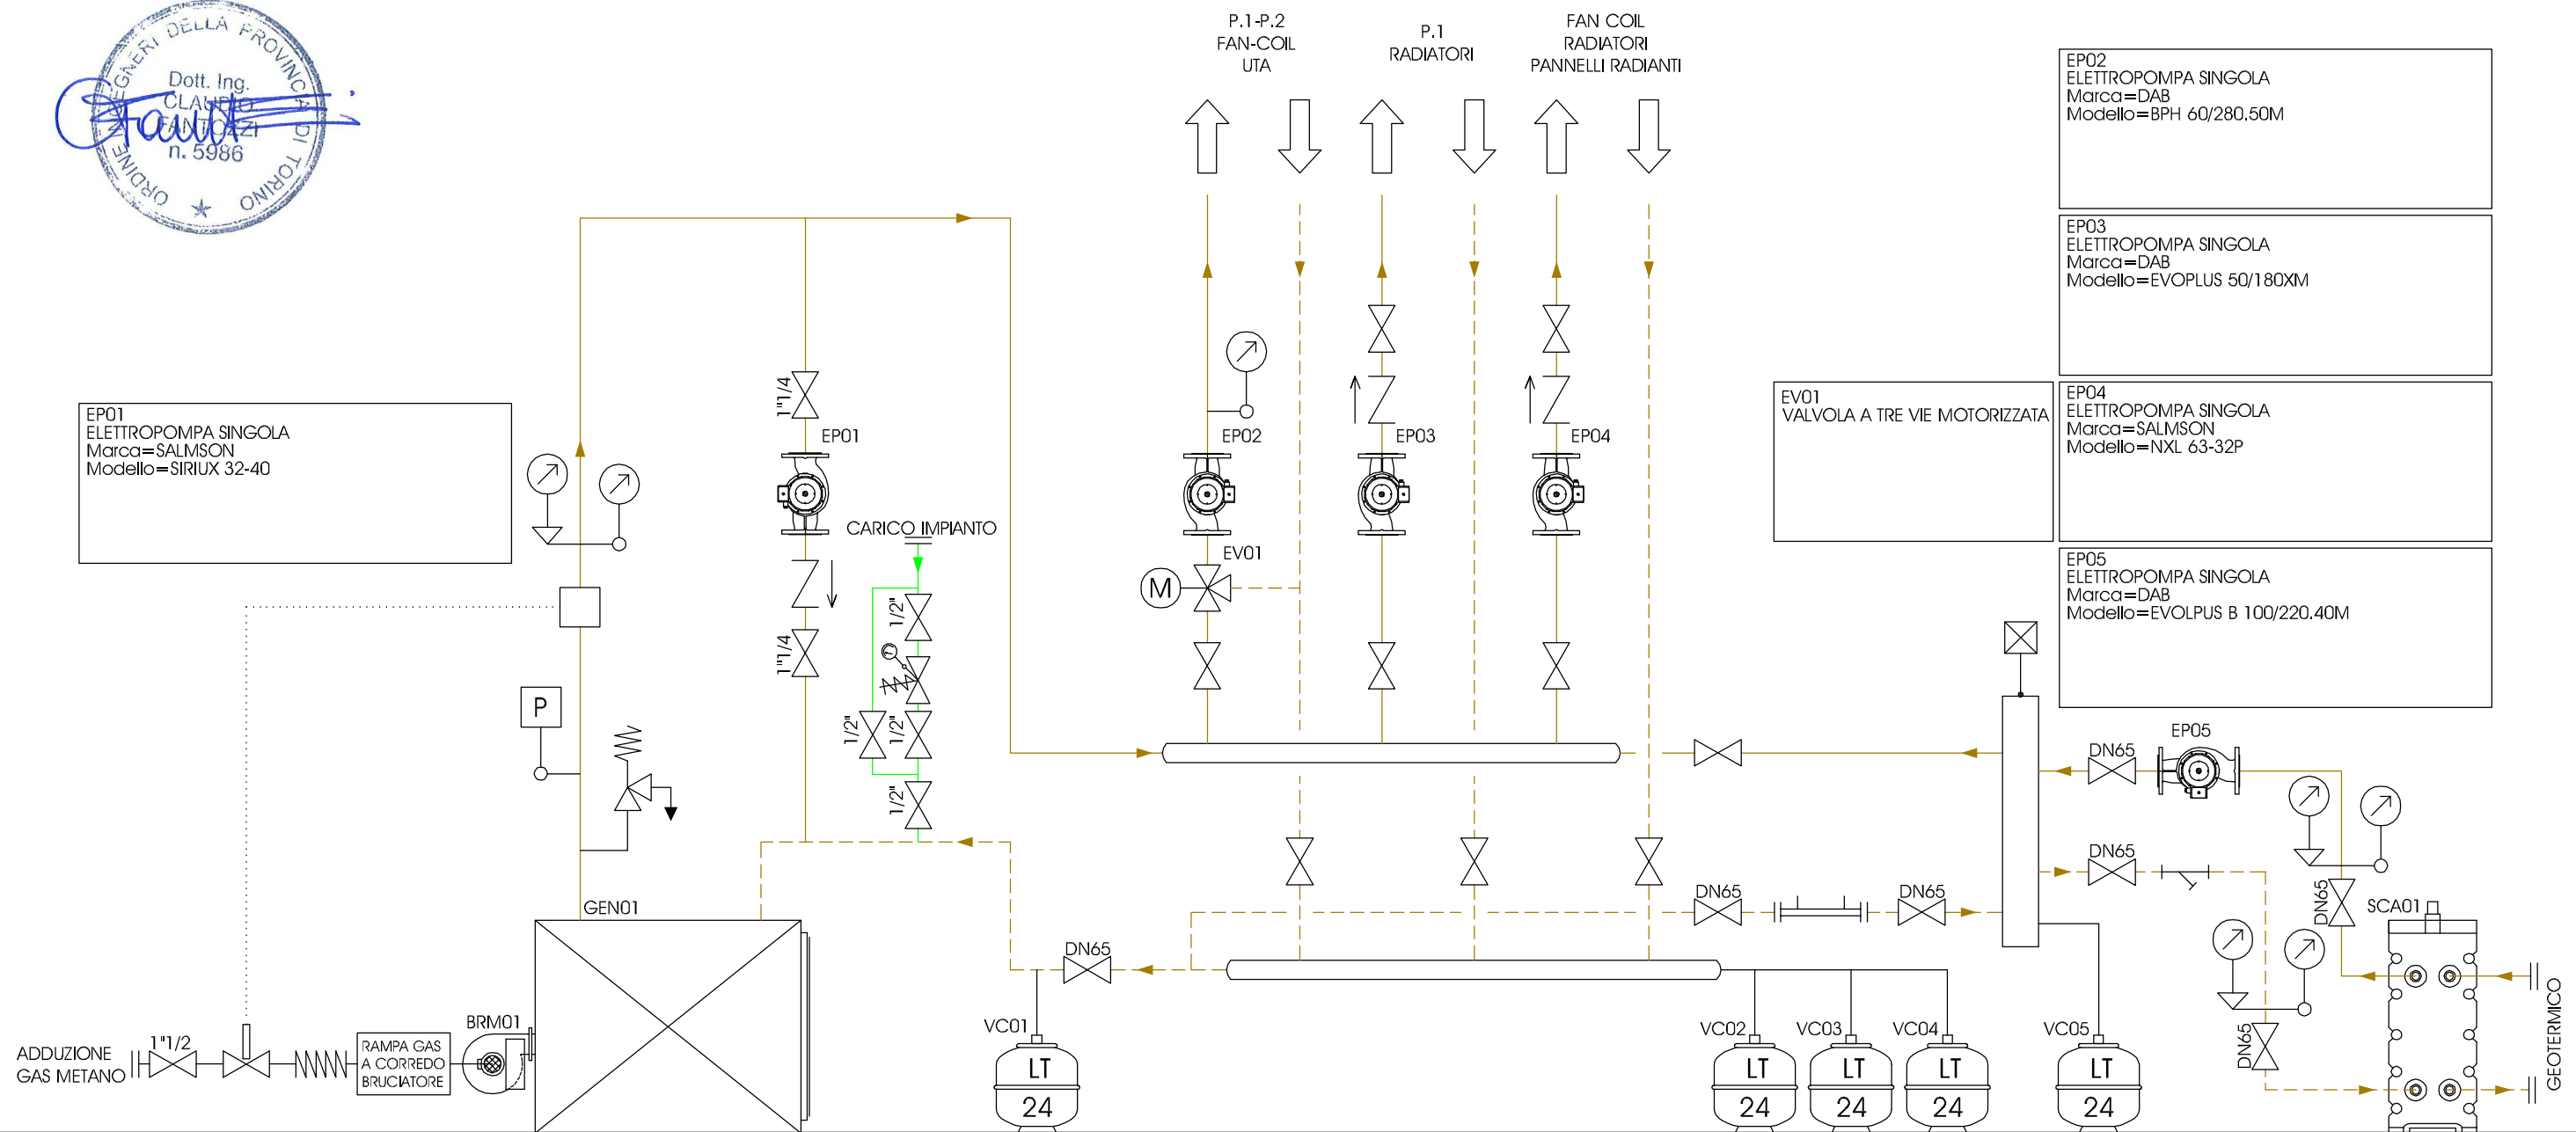 ORDINE INGEGNERI DELLA PROVINCIA DI TORINO
Dott. Ing.
CLAUDIO
FANTOZZI
n. 5986
P.1-P.2
FAN-COIL
UTA
P.1
RADIATORI
FAN COIL
RADIATORI
PANNELLI RADIANTI
EP02
ELETTROPOMPA SINGOLA
Marca=DAB
Modello=BPH 60/280.50M
EP03
ELETTROPOMPA SINGOLA
Marca=DAB
Modello=EVOPLUS 50/180XM
EV01
VALVOLA A TRE VIE MOTORIZZATA
EP04
ELETTROPOMPA SINGOLA
Marca=SALMSON
Modello=NXL 63-32P
EP05
ELETTROPOMPA SINGOLA
Marca=DAB
Modello=EVOLPUS B 100/220.40M
EP01
ELETTROPOMPA SINGOLA
Marca=SALMSON
Modello=SIRIUX 32-40
1"1/4
EP01
EP02
EP03
EP04
CARICO IMPIANTO
EV01
M
1/2"
1"1/4
P
1/2"
1/2"
1/2"
EP05
DN65
DN65
DN65
DN65
DN65
SCA01
GEN01
DN65
DN65
GEOTERMICO
BRM01
1"1/2
ADDUZIONE
GAS METANO
RAMPA GAS
A CORREDO
BRUCIATORE
VC01
LT
24
VC02
LT
24
VC03
LT
24
VC04
LT
24
VC05
LT
24